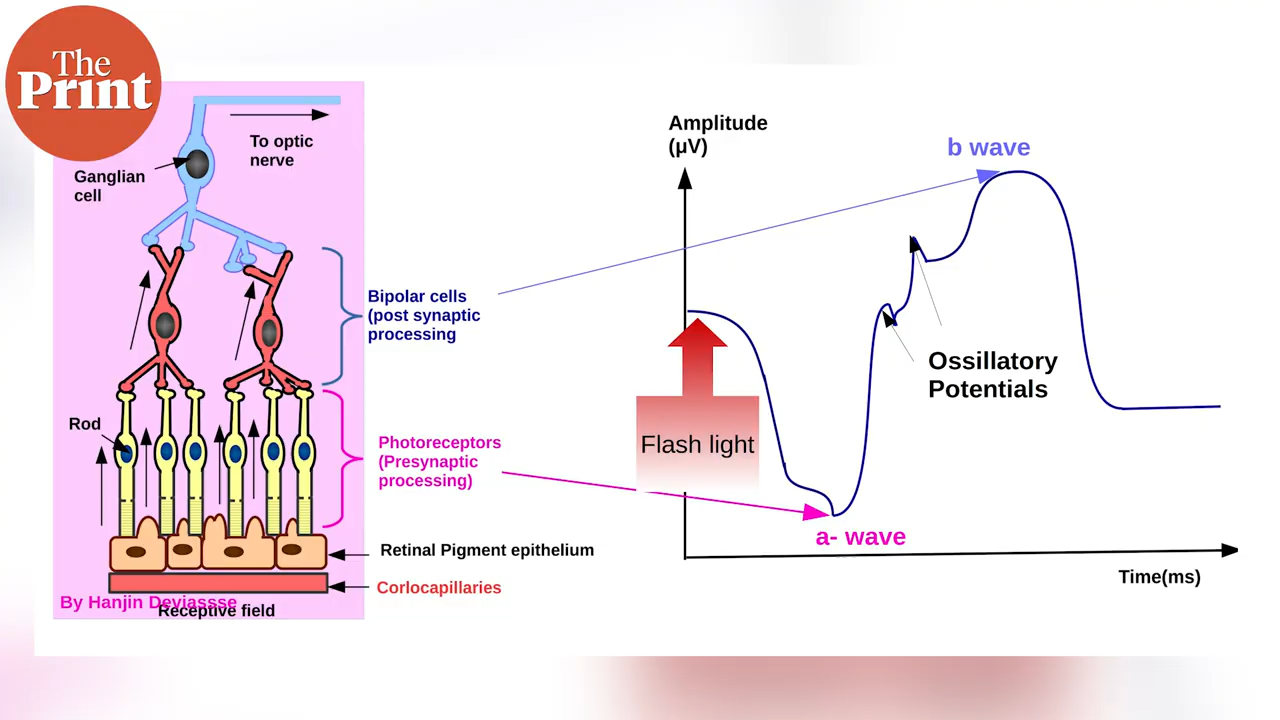 The
Print
To optic
nerve
Ganglian
cell
Bipolar cells
(post synaptic
processing
Rod
Photoreceptors
(Presynaptic
processing)
Retinal Pigment epithelium
Corlocapillaries
By Hanjin Deviassse
Receptive field
Amplitude
(µV)
b wave
Ossillatory
Potentials
Flash light
a- wave
Time(ms)